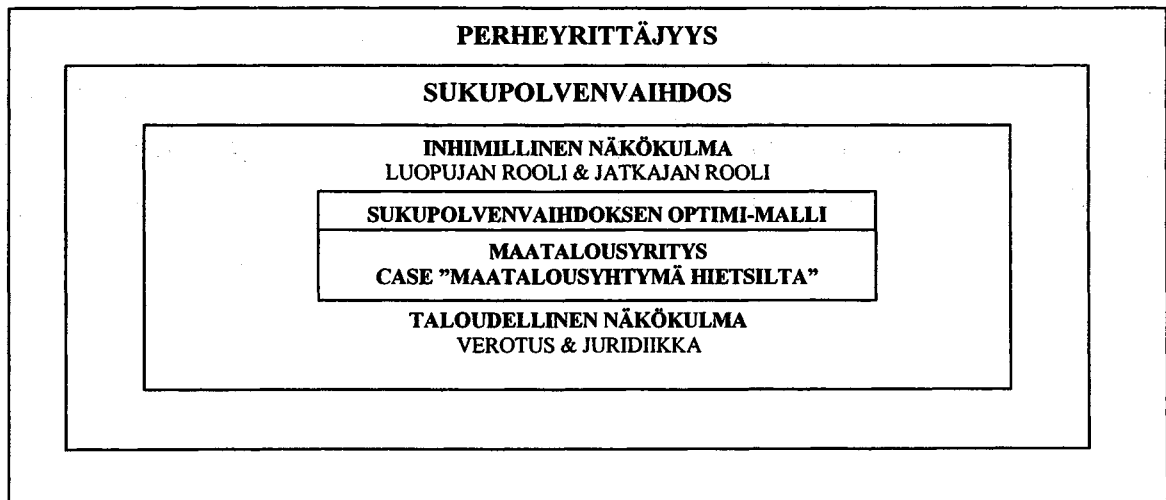 PERHEYRITTÄJYYS
SUKUPOLVENVAIHDOS
INHIMILLINEN NÄKÖKULMA
LUOPUJAN ROOLI & JATKAJAN ROOLI
SUKUPOLVENVAIHDOKSEN OPTIMI-MALLI
MAATALOUSYRITYS
CASE ”MAATALOUSYHTYMÄ HIETSILTA”
TALOUDELLINEN NÄKÖKULMA
VEROTUS & JURIDIIKKA